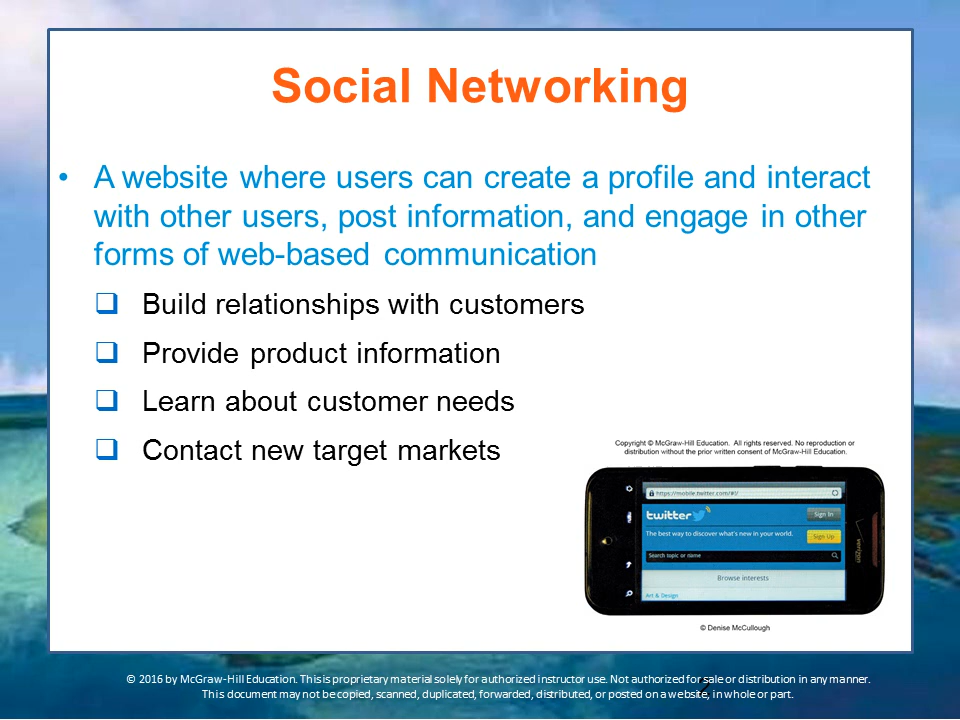 Social Networking
• A website where users can create a profile and interact
with other users, post information, and engage in other
forms of web-based communication
❑ Build relationships with customers
❑ Provide product information
❑ Learn about customer needs
❑ Contact new target markets
Copyright © McGraw-Hill Education. All rights reserved. No reproduction or
distribution without the prior written consent of McGraw-Hill Education.
https://mobile.twitter.com/#!/
twitter
Sign In
The best way to discover what's new in your world.
Sign Up
Search topic or name
Browse interests
Art & Design
verizon
© Denise McCullough
© 2016 by McGraw-Hill Education. This is proprietary material solely for authorized instructor use. Not authorized for sale or distribution in any manner.
This document may not be copied, scanned, duplicated, forwarded, distributed, or posted on a website, in whole or part.
2